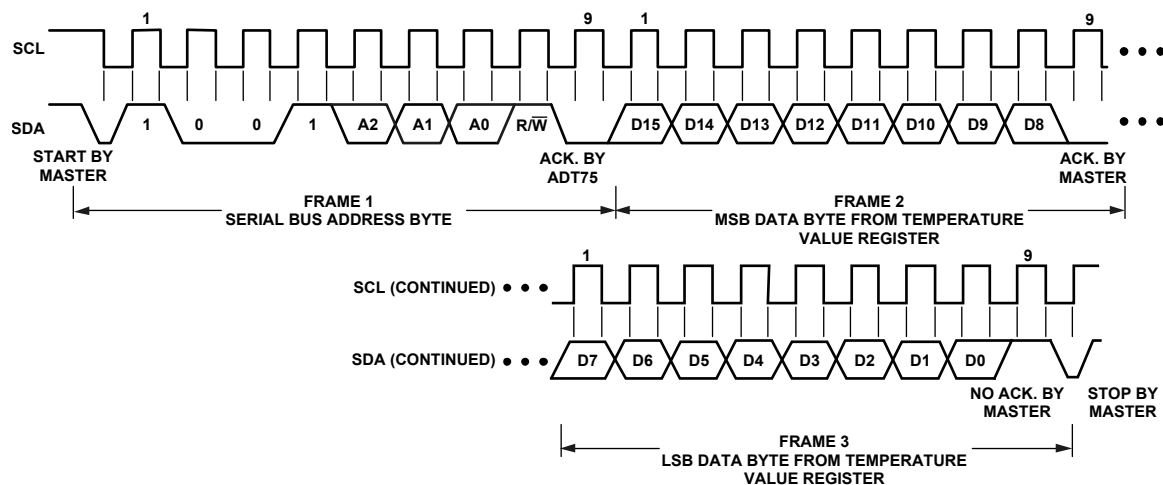 1 9 1 9
SCL
SDA 1 0 0 1 A2 A1 A0 R/W̅ D15 D14 D13 D12 D11 D10 D9 D8
START BY
MASTER
ACK. BY
ADT75
ACK. BY
MASTER
FRAME 1
SERIAL BUS ADDRESS BYTE
FRAME 2
MSB DATA BYTE FROM TEMPERATURE
VALUE REGISTER
1 9
SCL (CONTINUED)
SDA (CONTINUED) D7 D6 D5 D4 D3 D2 D1 D0
NO ACK. BY
MASTER
STOP BY
MASTER
FRAME 3
LSB DATA BYTE FROM TEMPERATURE
VALUE REGISTER